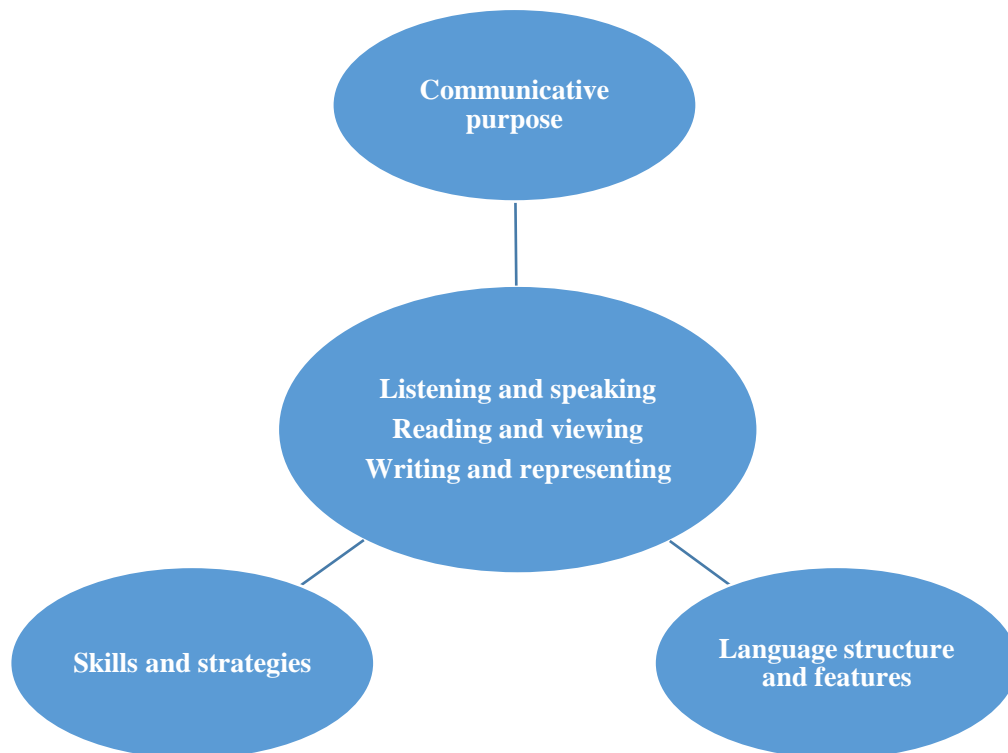 Communicative
purpose
Listening and speaking
Reading and viewing
Writing and representing
Skills and strategies
Language structure
and features